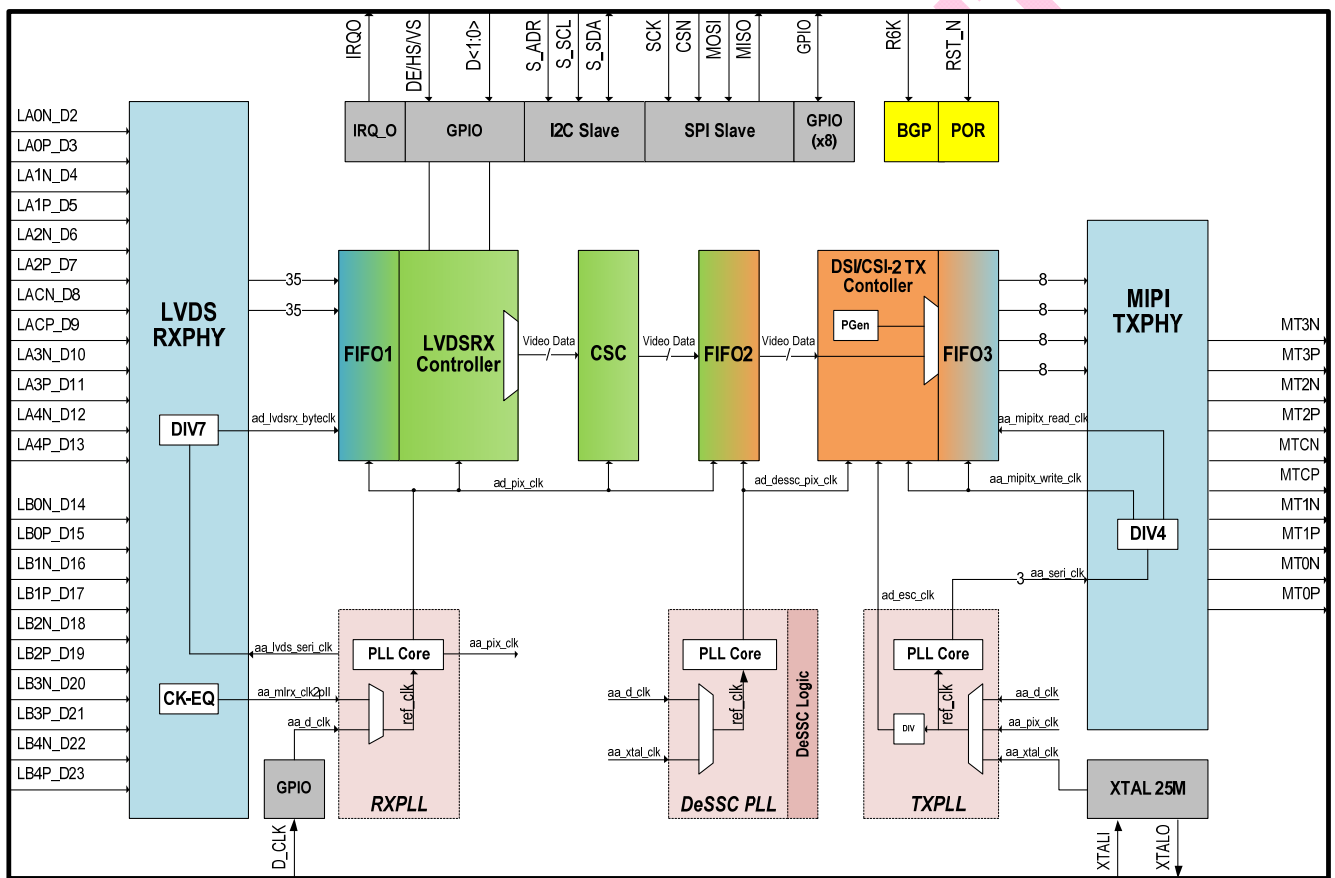 IRQO
DE/HS/VS
D<1:0>
S_ADR
S_SCL
S_SDA
SCK
CSN
MOSI
MISO
GPIO
R6K
RST_N
IRQ_O
GPIO
I2C Slave
SPI Slave
GPIO
(x8)
BGP
POR
LA0N_D2
LA0P_D3
LA1N_D4
LA1P_D5
LA2N_D6
LA2P_D7
LACN_D8
LACP_D9
LA3N_D10
LA3P_D11
LA4N_D12
LA4P_D13
LB0N_D14
LB0P_D15
LB1N_D16
LB1P_D17
LB2N_D18
LB2P_D19
LB3N_D20
LB3P_D21
LB4N_D22
LB4P_D23
LVDS
RXPHY
DIV7
CK-EQ
35
35
ad_lvdsrx_byteclk
FIFO1
LVDSRX
Controller
Video Data
CSC
Video Data
FIFO2
Video Data
DSI/CSI-2 TX
Contoller
PGen
FIFO3
8
8
8
8
MIPI
TXPHY
MT3N
MT3P
MT2N
MT2P
MTCN
MTCP
MT1N
MT1P
MT0N
MT0P
aa_mipitx_read_clk
ad_pix_clk
ad_dessc_pix_clk
aa_mipitx_write_clk
DIV4
3
aa_seri_clk
ad_esc_clk
aa_lvds_seri_clk
PLL Core
aa_pix_clk
aa_mlrx_clk2pll
aa_d_clk
ref_clk
GPIO
RXPLL
D_CLK
PLL Core
aa_d_clk
ref_clk
aa_xtal_clk
DeSSC Logic
DeSSC PLL
PLL Core
ref_clk
DIV
aa_d_clk
aa_pix_clk
aa_xtal_clk
TXPLL
XTAL 25M
XTALI
XTALO